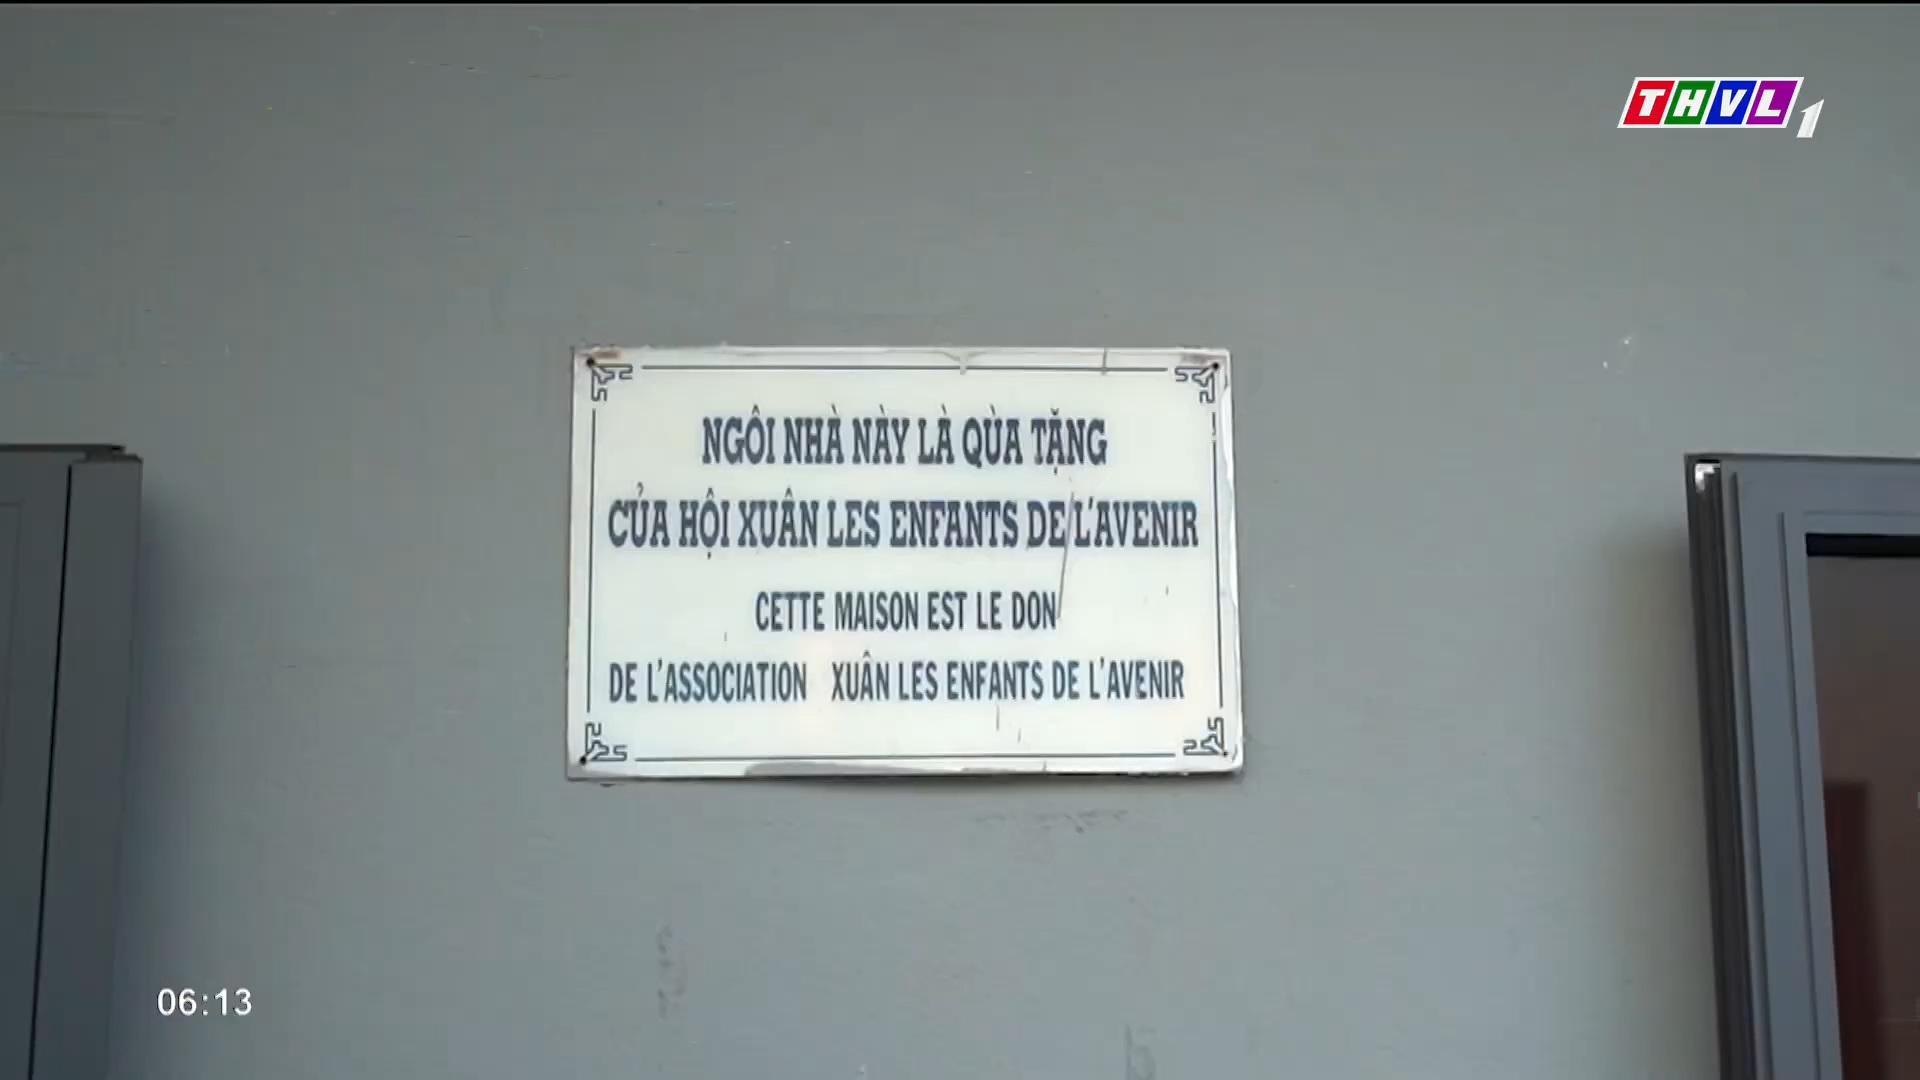 THVL1
NGÔI NHÀ NÀY LÀ QÙA TẶNG
CỦA HỘI XUÂN LES ENFANTS DE L'AVENIR
CETTE MAISON EST LE DON
DE L'ASSOCIATION XUÂN LES ENFANTS DE L'AVENIR
06:13